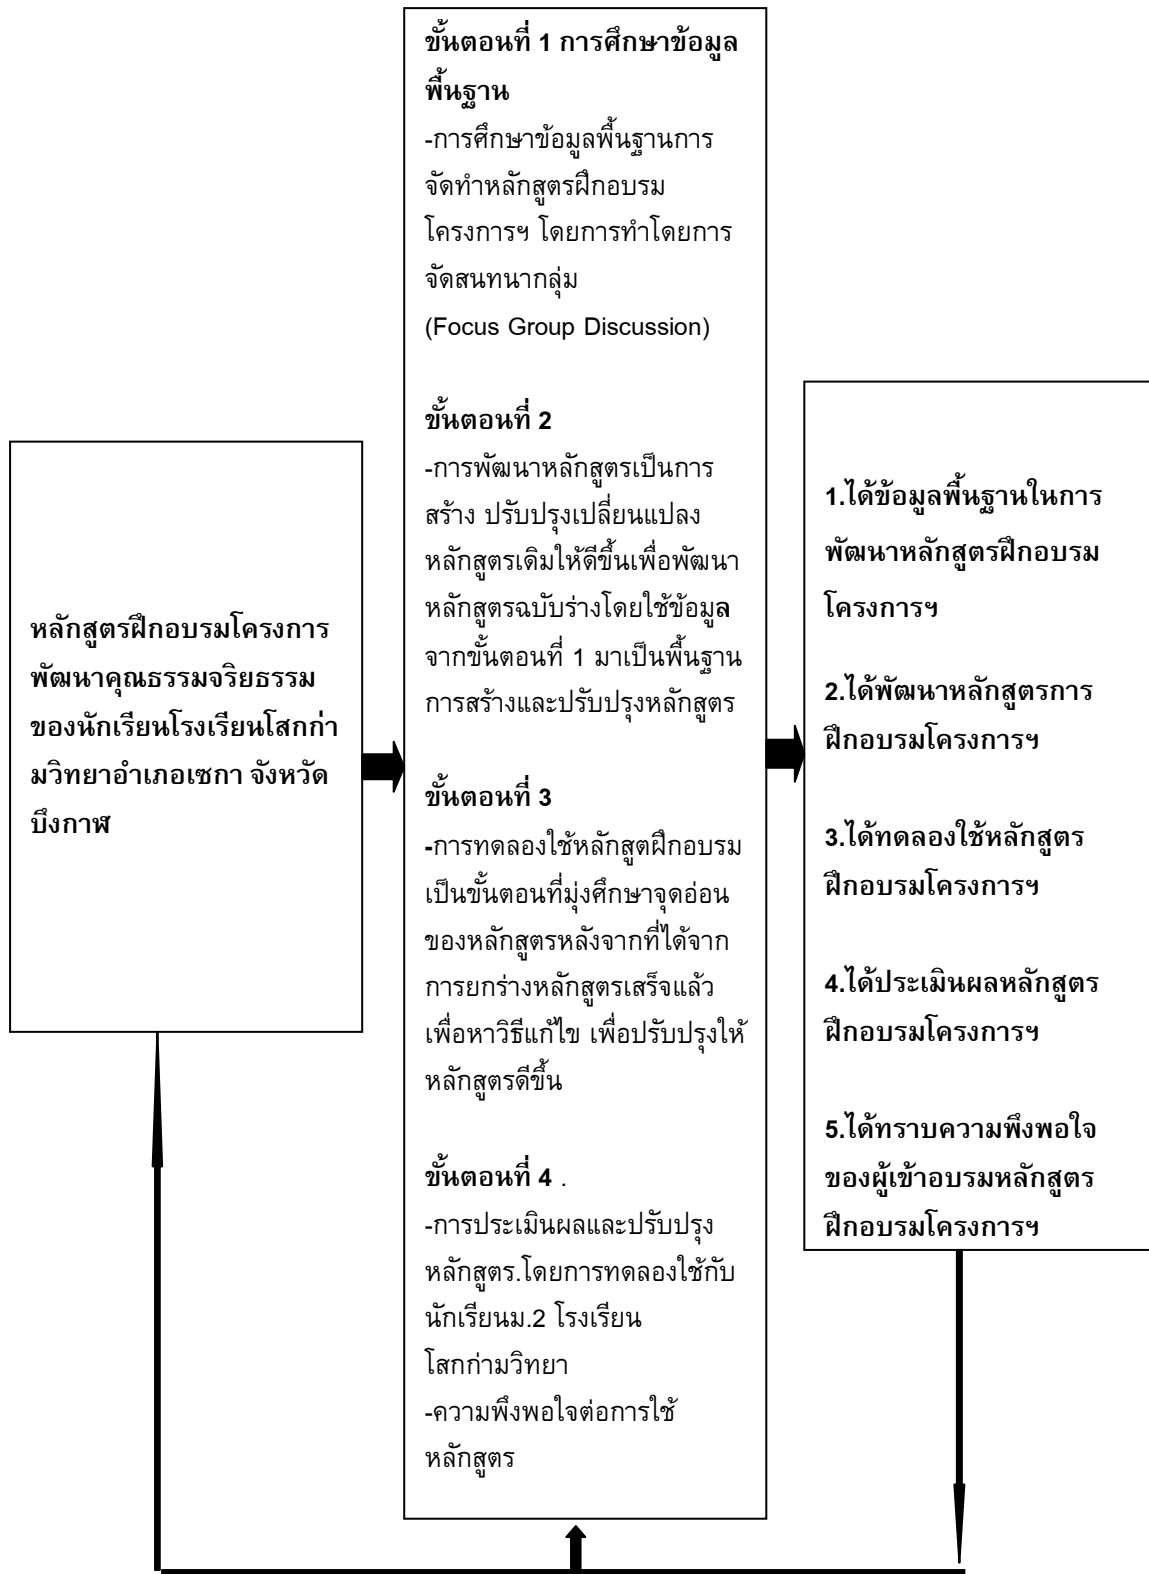 หลักสูตรฝึกอบรมโครงการ
พัฒนาคุณธรรมจริยธรรม
ของนักเรียนโรงเรียนโสกก่า
มวิทยาอำเภอเซกา จังหวัด
บึงกาฬ
ขั้นตอนที่ 1 การศึกษาข้อมูล
พื้นฐาน
-การศึกษาข้อมูลพื้นฐานการ
จัดทำหลักสูตรฝึกอบรม
โครงการฯ โดยการทำโดยการ
จัดสนทนากลุ่ม
(Focus Group Discussion)
ขั้นตอนที่ 2
-การพัฒนาหลักสูตรเป็นการ
สร้าง ปรับปรุงเปลี่ยนแปลง
หลักสูตรเดิมให้ดีขึ้นเพื่อพัฒนา
หลักสูตรฉบับร่างโดยใช้ข้อมูล
จากขั้นตอนที่ 1 มาเป็นพื้นฐาน
การสร้างและปรับปรุงหลักสูตร
ขั้นตอนที่ 3
-การทดลองใช้หลักสูตฝึกอบรม
เป็นขั้นตอนที่มุ่งศึกษาจุดอ่อน
ของหลักสูตรหลังจากที่ได้จาก
การยกร่างหลักสูตรเสร็จแล้ว
เพื่อหาวิธีแก้ไข เพื่อปรับปรุงให้
หลักสูตรดีขึ้น
ขั้นตอนที่ 4 .
-การประเมินผลและปรับปรุง
หลักสูตร.โดยการทดลองใช้กับ
นักเรียนม.2 โรงเรียน
โสกก่ามวิทยา
-ความพึงพอใจต่อการใช้
หลักสูตร
1.ได้ข้อมูลพื้นฐานในการ
พัฒนาหลักสูตรฝึกอบรม
โครงการฯ
2.ได้พัฒนาหลักสูตรการ
ฝึกอบรมโครงการฯ
3.ได้ทดลองใช้หลักสูตร
ฝึกอบรมโครงการฯ
4.ได้ประเมินผลหลักสูตร
ฝึกอบรมโครงการฯ
5.ได้ทราบความพึงพอใจ
ของผู้เข้าอบรมหลักสูตร
ฝึกอบรมโครงการฯ